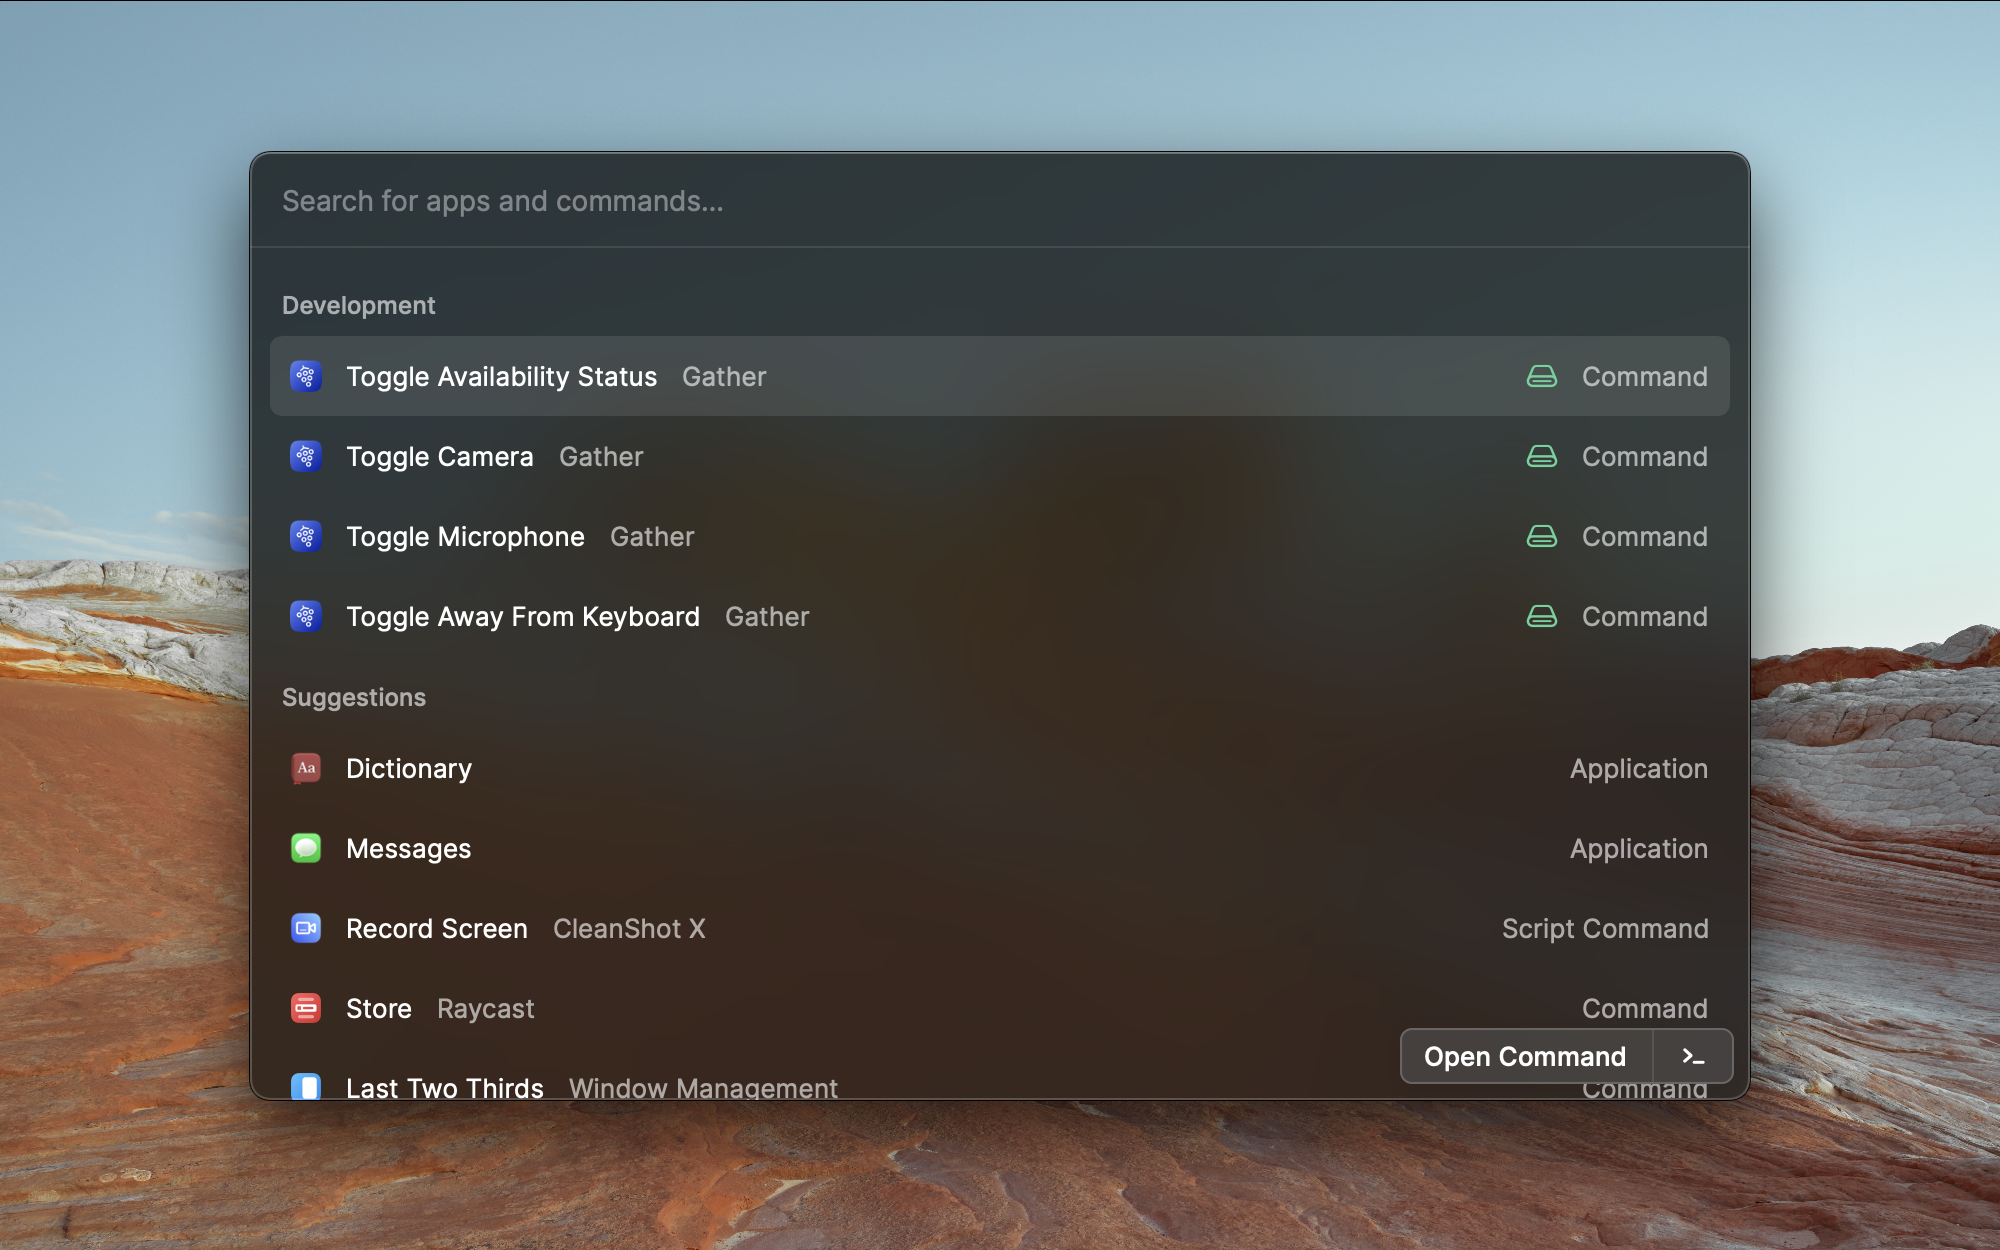 Search for apps and commands...
Development
Toggle Availability Status Gather Command
Toggle Camera Gather Command
Toggle Microphone Gather Command
Toggle Away From Keyboard Gather Command
Suggestions
Aa Dictionary Application
Messages Application
Record Screen CleanShot X Script Command
Store Raycast Command
Open Command >_
Last Two Thirds Window Management Command